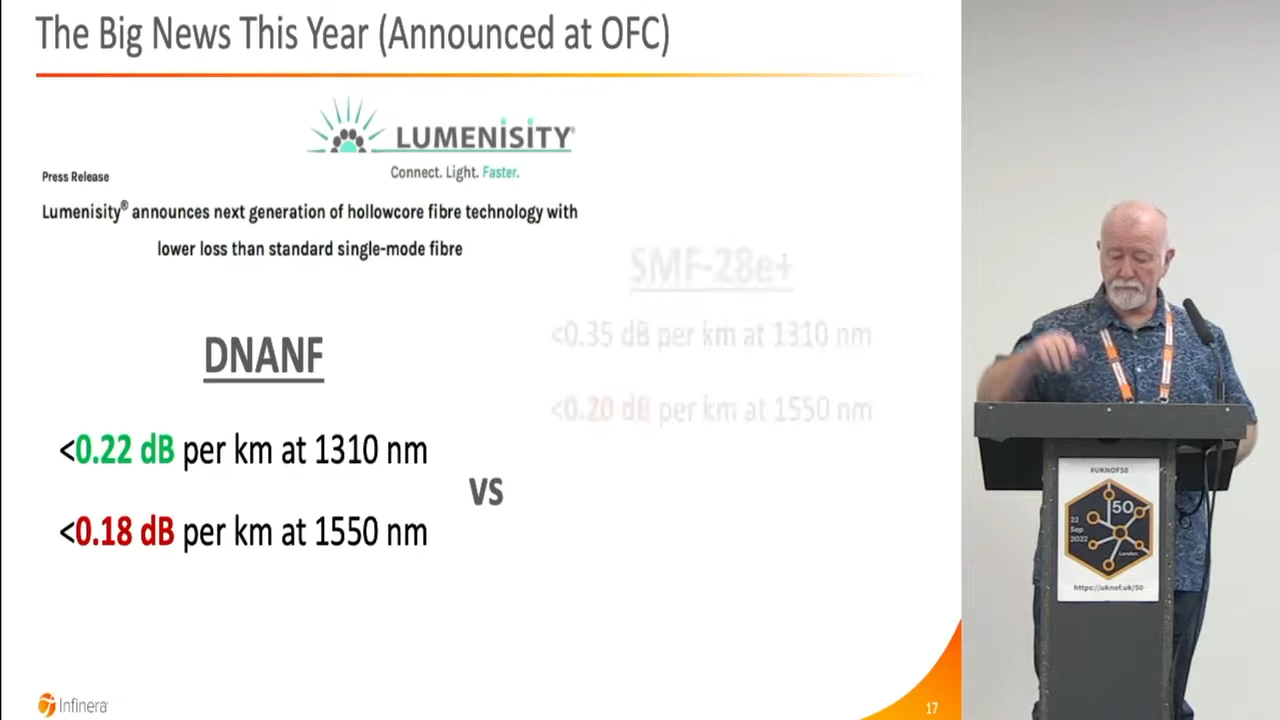 The Big News This Year (Announced at OFC)
LUMENISITY®
Connect. Light. Faster.
Press Release
Lumenisity® announces next generation of hollowcore fibre technology with
lower loss than standard single-mode fibre
SMF-28e+
<0.35 dB per km at 1310 nm
<0.20 dB per km at 1550 nm
DNANF
<0.22 dB per km at 1310 nm
<0.18 dB per km at 1550 nm
VS
Infinera
17
#UKNOF50
50
22
Sep
2022
London
https://uknof.uk/50